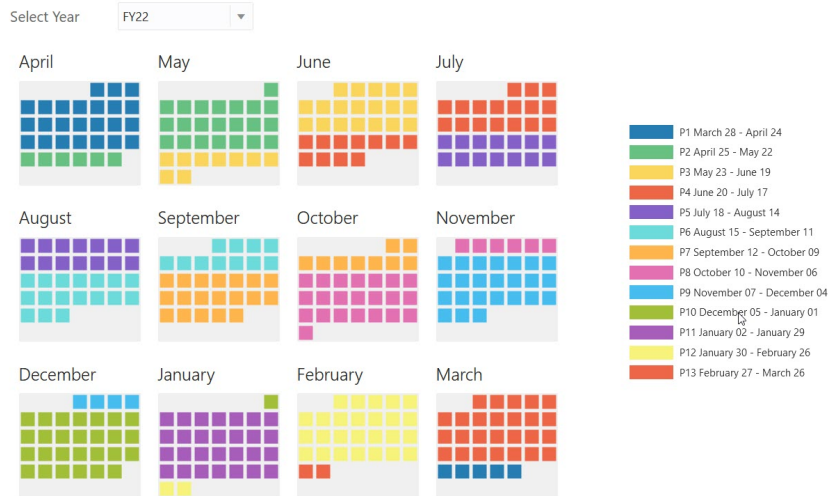 Select Year
FY22
April
May
June
July
August
September
October
November
December
January
February
March
P1 March 28 - April 24
P2 April 25 - May 22
P3 May 23 - June 19
P4 June 20 - July 17
P5 July 18 - August 14
P6 August 15 - September 11
P7 September 12 - October 09
P8 October 10 - November 06
P9 November 07 - December 04
P10 December 05 - January 01
P11 January 02 - January 29
P12 January 30 - February 26
P13 February 27 - March 26